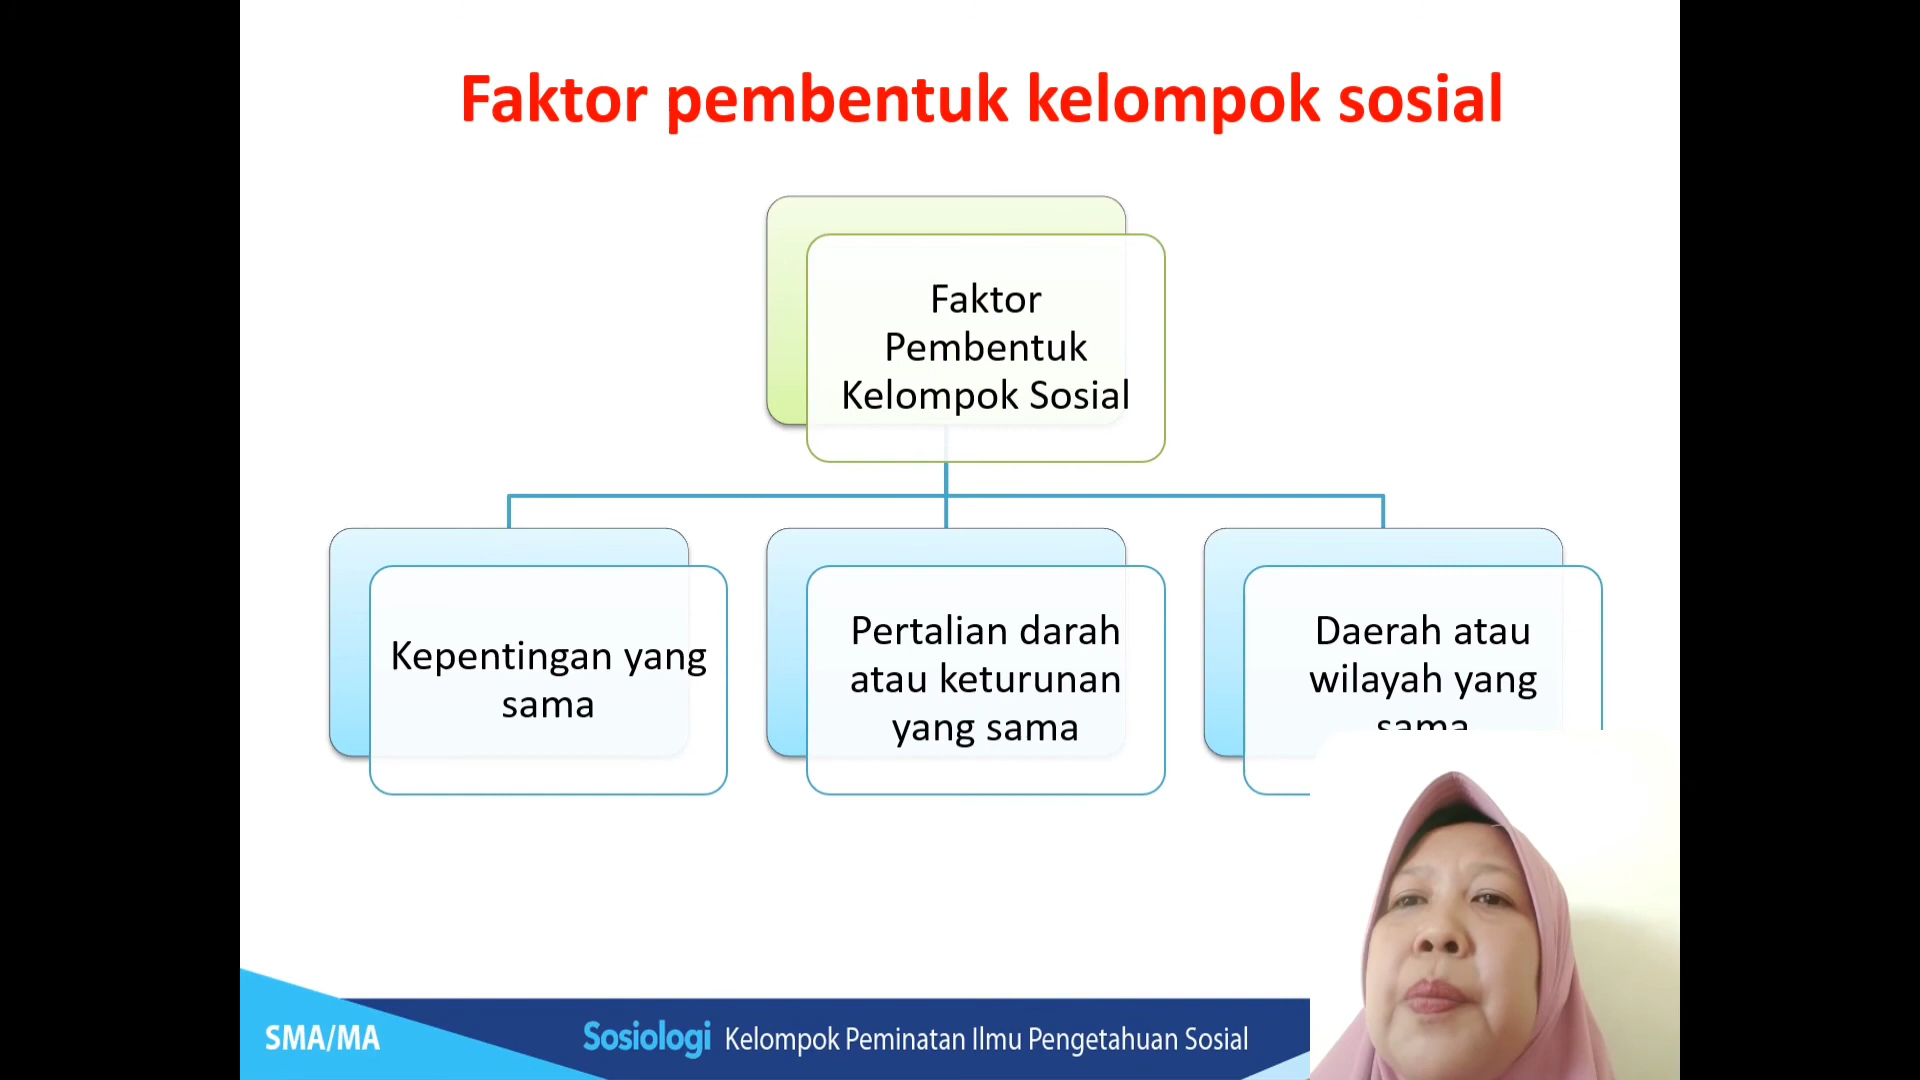 Faktor pembentuk kelompok sosial
Faktor
Pembentuk
Kelompok Sosial
Kepentingan yang
sama
Pertalian darah
atau keturunan
yang sama
Daerah atau
wilayah yang
sama
SMA/MA
Sosiologi Kelompok Peminatan Ilmu Pengetahuan Sosial